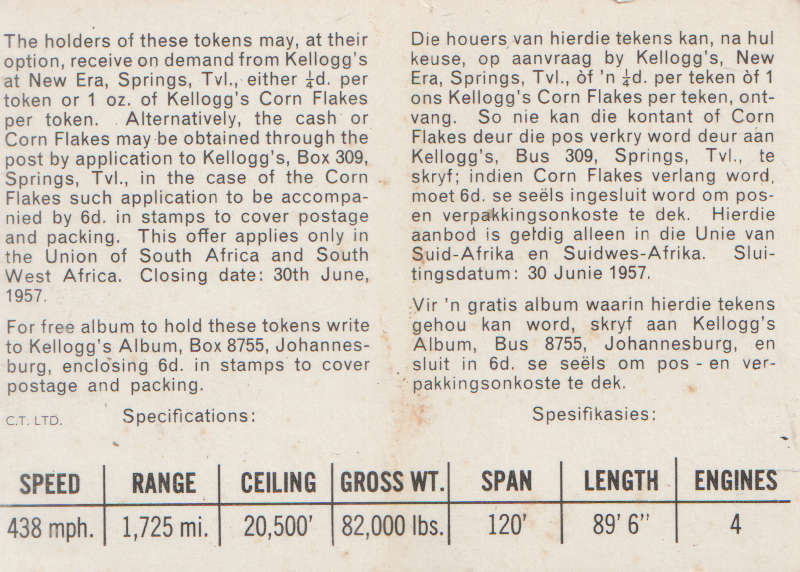 The holders of these tokens may, at their
option, receive on demand from Kellogg's
at New Era, Springs, Tvl., either ¼d. per
token or 1 oz. of Kellogg's Corn Flakes
per token. Alternatively, the cash or
Corn Flakes may be obtained through the
post by application to Kellogg's, Box 309,
Springs, Tvl., in the case of the Corn
Flakes such application to be accompa-
nied by 6d. in stamps to cover postage
and packing. This offer applies only in
the Union of South Africa and South
West Africa. Closing date: 30th June,
1957.
For free album to hold these tokens write
to Kellogg's Album, Box 8755, Johannes-
burg, enclosing 6d. in stamps to cover
postage and packing.
C.T. LTD. Specifications:
Die houers van hierdie tekens kan, na hul
keuse, op aanvraag by Kellogg's, New
Era, Springs, Tvl., òf 'n ¼d. per teken òf 1
ons Kellogg's Corn Flakes per teken, ont-
vang. So nie kan die kontant of Corn
Flakes deur die pos verkry word deur aan
Kellogg's, Bus 309, Springs, Tvl., te
skryf; indien Corn Flakes verlang word,
moet 6d. se seëls ingesluit word om pos-
en verpakkingsonkoste te dek. Hierdie
aanbod is geldig alleen in die Unie van
Suid-Afrika en Suidwes-Afrika. Slui-
tingsdatum: 30 Junie 1957.
Vir 'n gratis album waarin hierdie tekens
gehou kan word, skryf aan Kellogg's
Album, Bus 8755, Johannesburg, en
sluit in 6d. se seëls om pos - en ver-
pakkingsonkoste te dek.
Spesifikasies:
SPEED RANGE CEILING GROSS WT. SPAN LENGTH ENGINES
438 mph. 1,725 mi. 20,500' 82,000 lbs. 120' 89' 6" 4